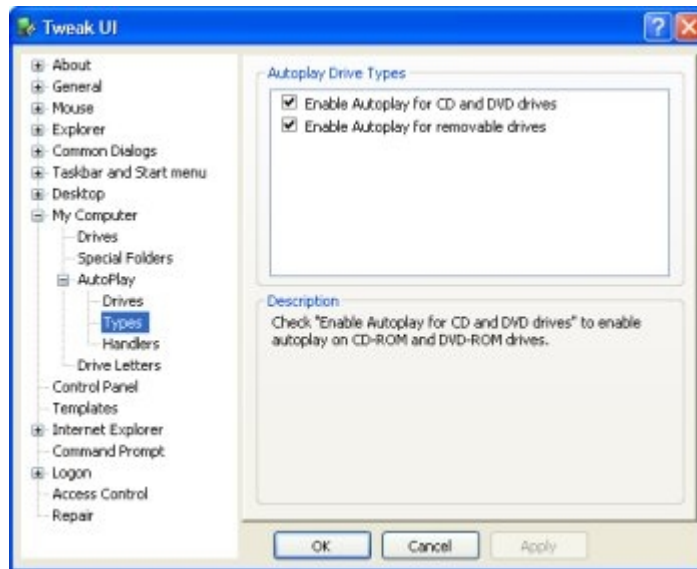 Tweak UI
About
General
Mouse
Explorer
Common Dialogs
Taskbar and Start menu
Desktop
My Computer
Drives
Special Folders
AutoPlay
Drives
Types
Handlers
Drive Letters
Control Panel
Templates
Internet Explorer
Command Prompt
Logon
Access Control
Repair
Autoplay Drive Types
Enable Autoplay for CD and DVD drives
Enable Autoplay for removable drives
Description
Check "Enable Autoplay for CD and DVD drives" to enable
autoplay on CD-ROM and DVD-ROM drives.
OK Cancel Apply